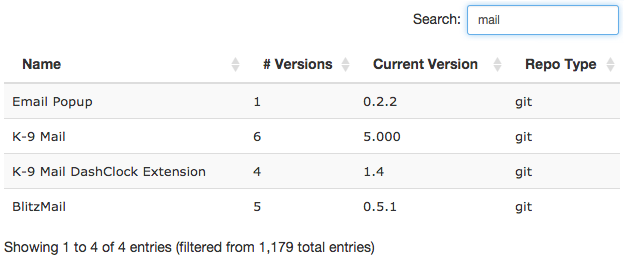 Search: mail
Name # Versions Current Version Repo Type
Email Popup 1 0.2.2 git
K-9 Mail 6 5.000 git
K-9 Mail DashClock Extension 4 1.4 git
BlitzMail 5 0.5.1 git
Showing 1 to 4 of 4 entries (filtered from 1,179 total entries)